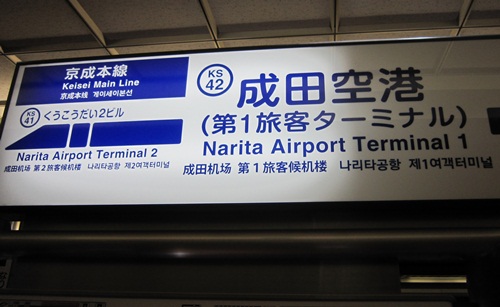 京成本線
Keisei Main Line
京成本线 게이세이본선
KS
41
くうこうだい2ビル
Narita Airport Terminal 2
成田机场 第2旅客候机楼 나리타공항 제2여객터미널
KS
42
成田空港
(第1旅客ターミナル)
Narita Airport Terminal 1
成田机场 第1旅客候机楼 나리타공항 제1여객터미널